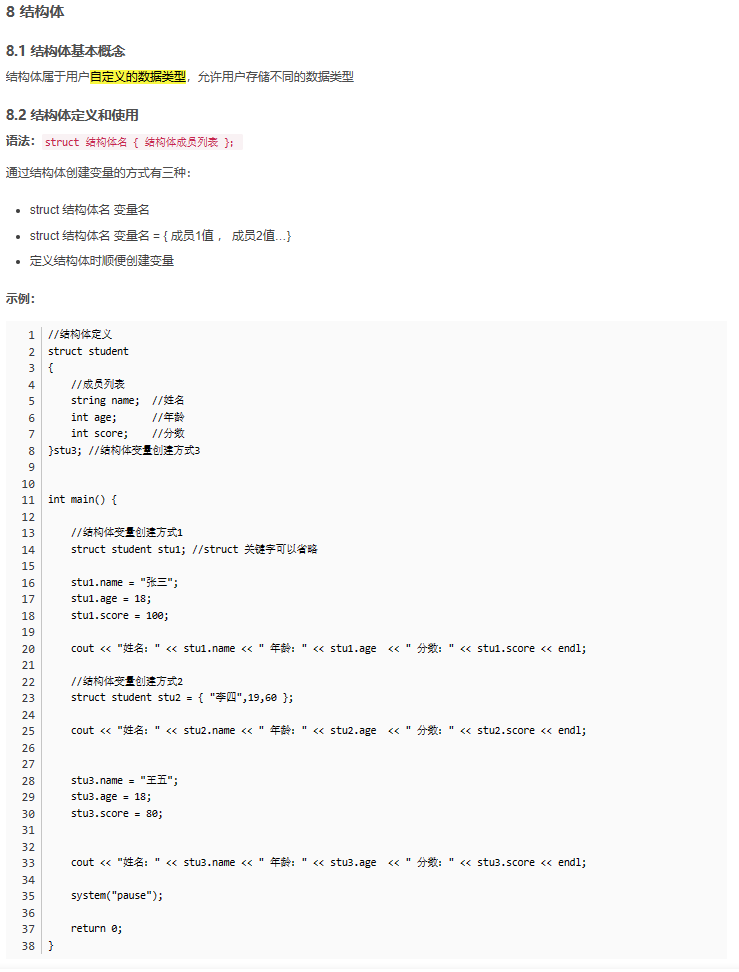 8 结构体
8.1 结构体基本概念
结构体属于用户自定义的数据类型，允许用户存储不同的数据类型
8.2 结构体定义和使用
语法： struct 结构体名 { 结构体成员列表 };
通过结构体创建变量的方式有三种：
• struct 结构体名 变量名
• struct 结构体名 变量名 = { 成员1值 ， 成员2值...}
• 定义结构体时顺便创建变量
示例：
1 //结构体定义
2 struct student
3 {
4     //成员列表
5     string name;  //姓名
6     int age;      //年龄
7     int score;    //分数
8 }stu3; //结构体变量创建方式3
9
10
11 int main() {
12
13     //结构体变量创建方式1
14     struct student stu1; //struct 关键字可以省略
15
16     stu1.name = "张三";
17     stu1.age = 18;
18     stu1.score = 100;
19
20     cout << "姓名：" << stu1.name << " 年龄：" << stu1.age  << " 分数：" << stu1.score << endl;
21
22     //结构体变量创建方式2
23     struct student stu2 = { "李四",19,60 };
24
25     cout << "姓名：" << stu2.name << " 年龄：" << stu2.age  << " 分数：" << stu2.score << endl;
26
27
28     stu3.name = "王五";
29     stu3.age = 18;
30     stu3.score = 80;
31
32
33     cout << "姓名：" << stu3.name << " 年龄：" << stu3.age  << " 分数：" << stu3.score << endl;
34
35     system("pause");
36
37     return 0;
38 }